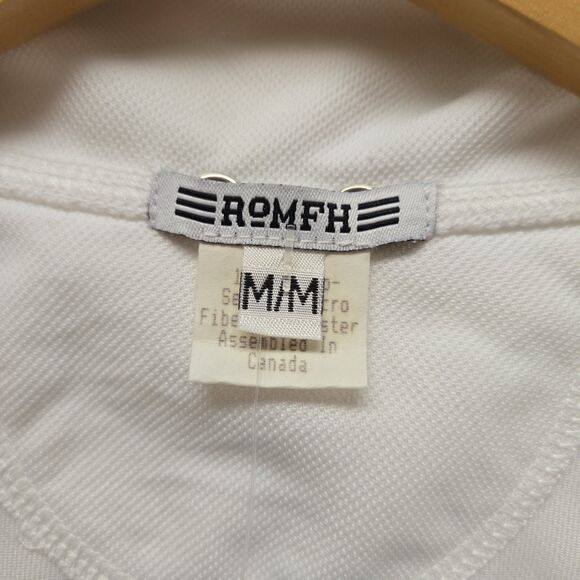 ROMFH
M/M
Assembled In
Canada